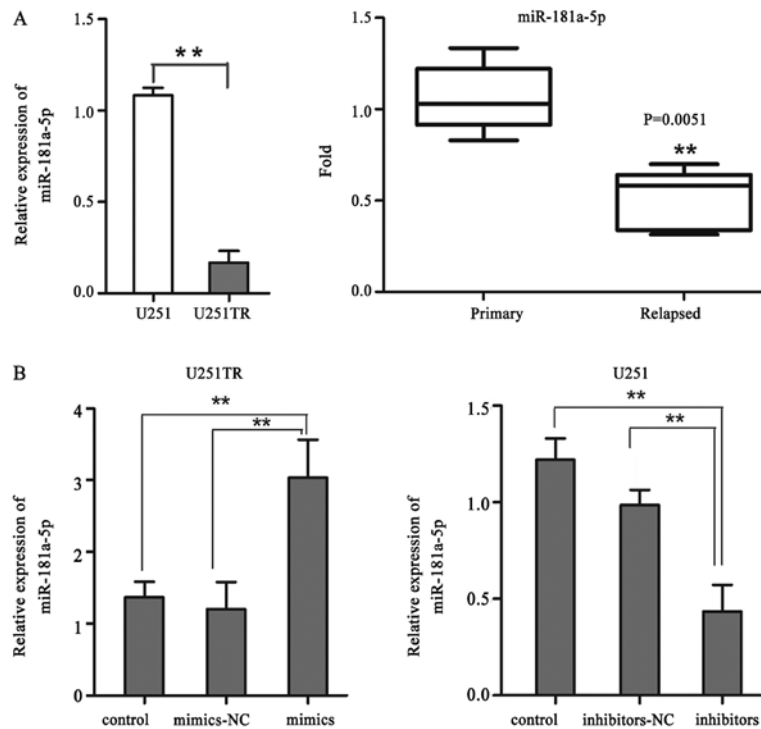 A
Relative expression of
miR-181a-5p
1.5
1.0
0.5
0.0
**
U251
U251TR
miR-181a-5p
Fold
1.5
1.0
0.5
0.0
P=0.0051
**
Primary
Relapsed
B
U251TR
Relative expression of
miR-181a-5p
4
3
2
1
0
**
**
control
mimics-NC
mimics
U251
Relative expression of
miR-181a-5p
1.5
1.0
0.5
0.0
**
**
control
inhibitors-NC
inhibitors